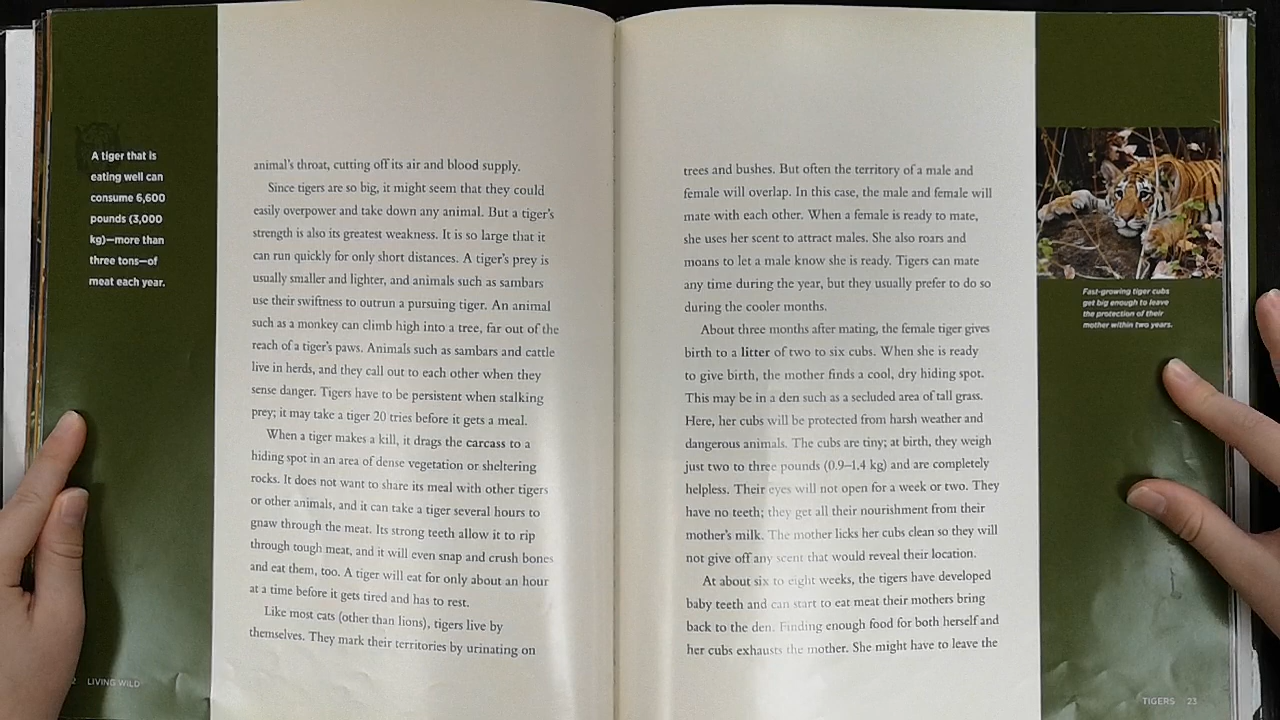 A tiger that is
eating well can
consume 6,600
pounds (3,000
kg)—more than
three tons—of
meat each year.
animal's throat, cutting off its air and blood supply.
Since tigers are so big, it might seem that they could
easily overpower and take down any animal. But a tiger's
strength is also its greatest weakness. It is so large that it
can run quickly for only short distances. A tiger's prey is
usually smaller and lighter, and animals such as sambars
use their swiftness to outrun a pursuing tiger. An animal
such as a monkey can climb high into a tree, far out of the
reach of a tiger's paws. Animals such as sambars and cattle
live in herds, and they call out to each other when they
sense danger. Tigers have to be persistent when stalking
prey; it may take a tiger 20 tries before it gets a meal.
When a tiger makes a kill, it drags the carcass to a
hiding spot in an area of dense vegetation or sheltering
rocks. It does not want to share its meal with other tigers
or other animals, and it can take a tiger several hours to
gnaw through the meat. Its strong teeth allow it to rip
through tough meat, and it will even snap and crush bones
and eat them, too. A tiger will eat for only about an hour
at a time before it gets tired and has to rest.
Like most cats (other than lions), tigers live by
themselves. They mark their territories by urinating on
2 LIVING WILD
trees and bushes. But often the territory of a male and
female will overlap. In this case, the male and female will
mate with each other. When a female is ready to mate,
she uses her scent to attract males. She also roars and
moans to let a male know she is ready. Tigers can mate
any time during the year, but they usually prefer to do so
during the cooler months.
About three months after mating, the female tiger gives
birth to a litter of two to six cubs. When she is ready
to give birth, the mother finds a cool, dry hiding spot.
This may be in a den such as a secluded area of tall grass.
Here, her cubs will be protected from harsh weather and
dangerous animals. The cubs are tiny; at birth, they weigh
just two to three pounds (0.9–1.4 kg) and are completely
helpless. Their eyes will not open for a week or two. They
have no teeth; they get all their nourishment from their
mother's milk. The mother licks her cubs clean so they will
not give off any scent that would reveal their location.
At about six to eight weeks, the tigers have developed
baby teeth and can start to eat meat their mothers bring
back to the den. Finding enough food for both herself and
her cubs exhausts the mother. She might have to leave the
Fast-growing tiger cubs
get big enough to leave
the protection of their
mother within two years.
TIGERS 23